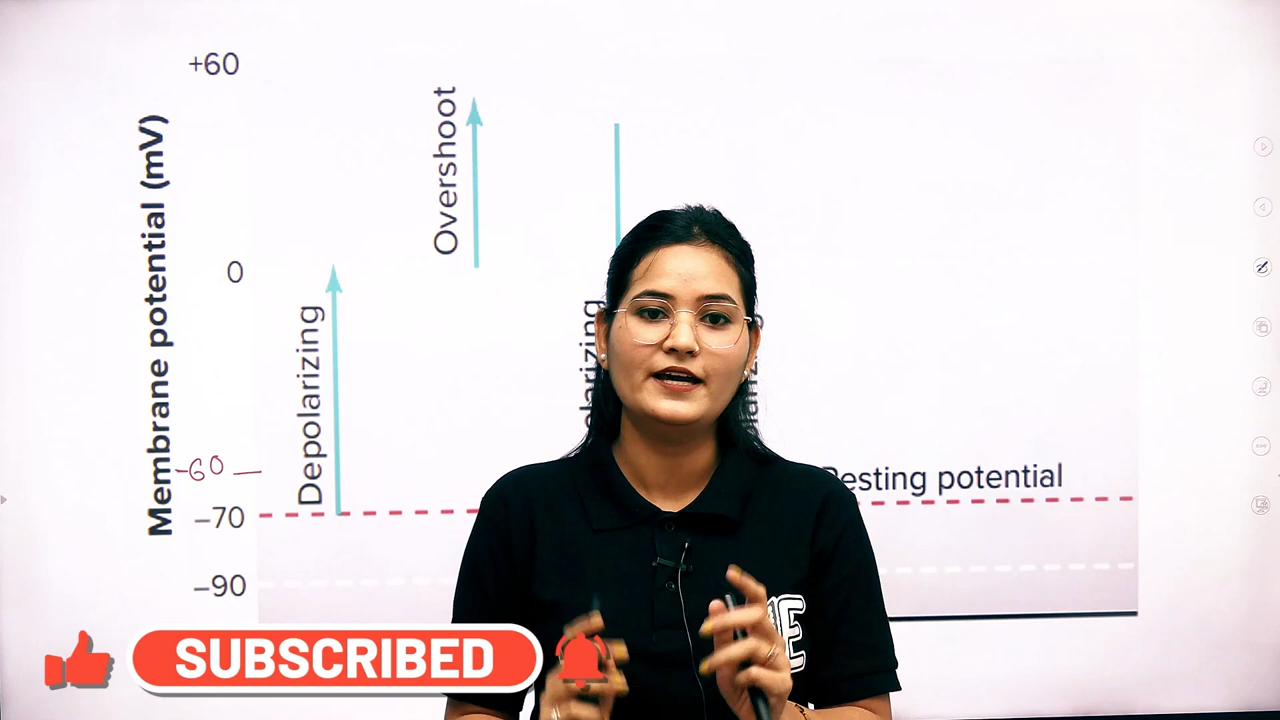 +60
Overshoot
Membrane potential (mV)
0
Depolarizing
-60
Resting potential
–70
–90
SUBSCRIBED